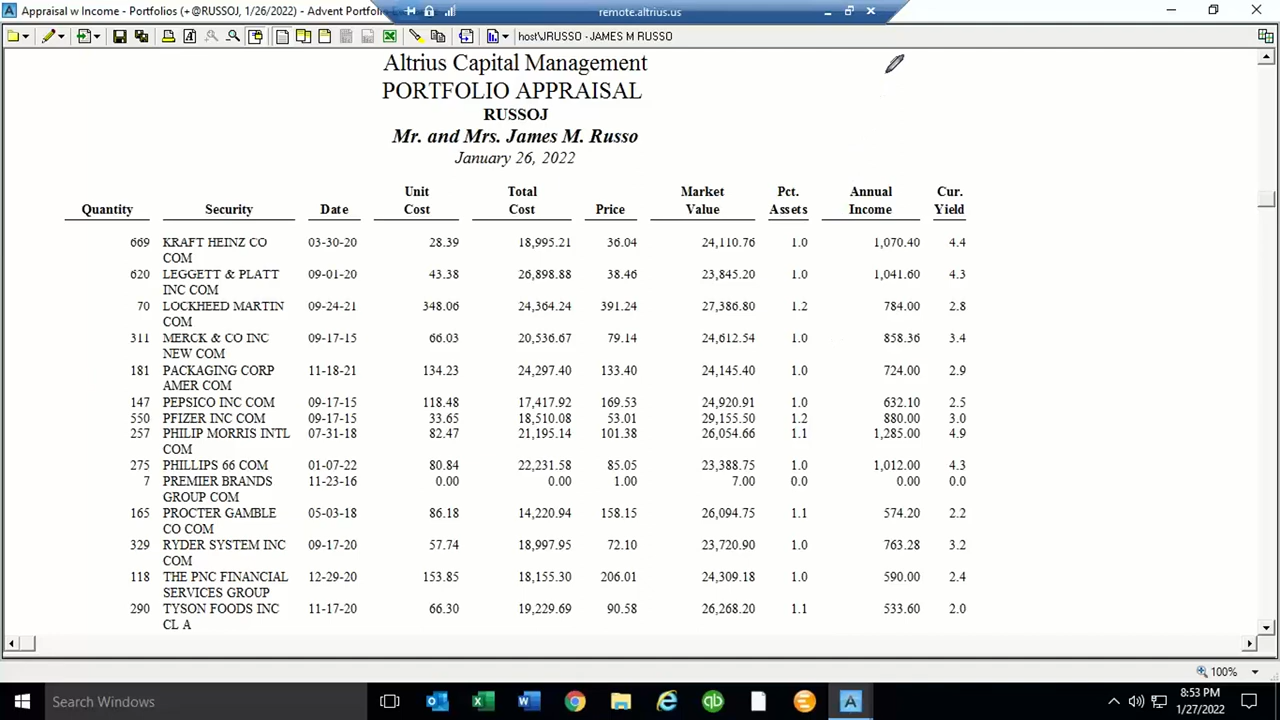 Appraisal w Income - Portfolios (+@RUSSOJ, 1/26/2022) - Advent Portfo
remote.altrius.us
host\JRUSSO - JAMES M RUSSO
Altrius Capital Management
PORTFOLIO APPRAISAL
RUSSOJ
Mr. and Mrs. James M. Russo
January 26, 2022
Unit Total Market Pct. Annual Cur.
Quantity Security Date Cost Cost Price Value Assets Income Yield
669 KRAFT HEINZ CO 03-30-20 28.39 18,995.21 36.04 24,110.76 1.0 1,070.40 4.4
COM
620 LEGGETT & PLATT 09-01-20 43.38 26,898.88 38.46 23,845.20 1.0 1,041.60 4.3
INC COM
70 LOCKHEED MARTIN 09-24-21 348.06 24,364.24 391.24 27,386.80 1.2 784.00 2.8
COM
311 MERCK & CO INC 09-17-15 66.03 20,536.67 79.14 24,612.54 1.0 858.36 3.4
NEW COM
181 PACKAGING CORP 11-18-21 134.23 24,297.40 133.40 24,145.40 1.0 724.00 2.9
AMER COM
147 PEPSICO INC COM 09-17-15 118.48 17,417.92 169.53 24,920.91 1.0 632.10 2.5
550 PFIZER INC COM 09-17-15 33.65 18,510.08 53.01 29,155.50 1.2 880.00 3.0
257 PHILIP MORRIS INTL 07-31-18 82.47 21,195.14 101.38 26,054.66 1.1 1,285.00 4.9
COM
275 PHILLIPS 66 COM 01-07-22 80.84 22,231.58 85.05 23,388.75 1.0 1,012.00 4.3
7 PREMIER BRANDS 11-23-16 0.00 0.00 1.00 7.00 0.0 0.00 0.0
GROUP COM
165 PROCTER GAMBLE 05-03-18 86.18 14,220.94 158.15 26,094.75 1.1 574.20 2.2
CO COM
329 RYDER SYSTEM INC 09-17-20 57.74 18,997.95 72.10 23,720.90 1.0 763.28 3.2
COM
118 THE PNC FINANCIAL 12-29-20 153.85 18,155.30 206.01 24,309.18 1.0 590.00 2.4
SERVICES GROUP
290 TYSON FOODS INC 11-17-20 66.30 19,229.69 90.58 26,268.20 1.1 533.60 2.0
CL A
100%
Search Windows
8:53 PM
1/27/2022